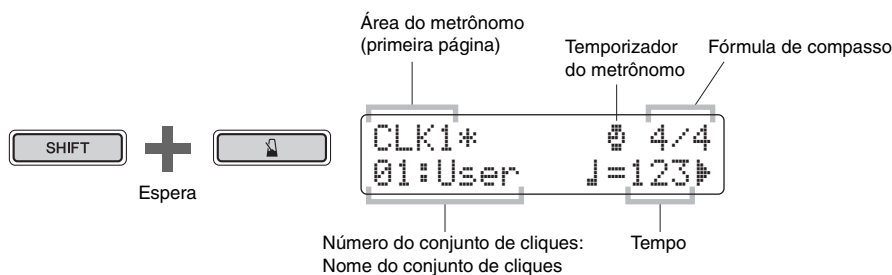 Área do metrônomo
(primeira página)
Temporizador
do metrônomo
Fórmula de compasso
SHIFT
Espera
CLK1* 4/4
01:User ♩=123▶
Número do conjunto de cliques:
Nome do conjunto de cliques
Tempo